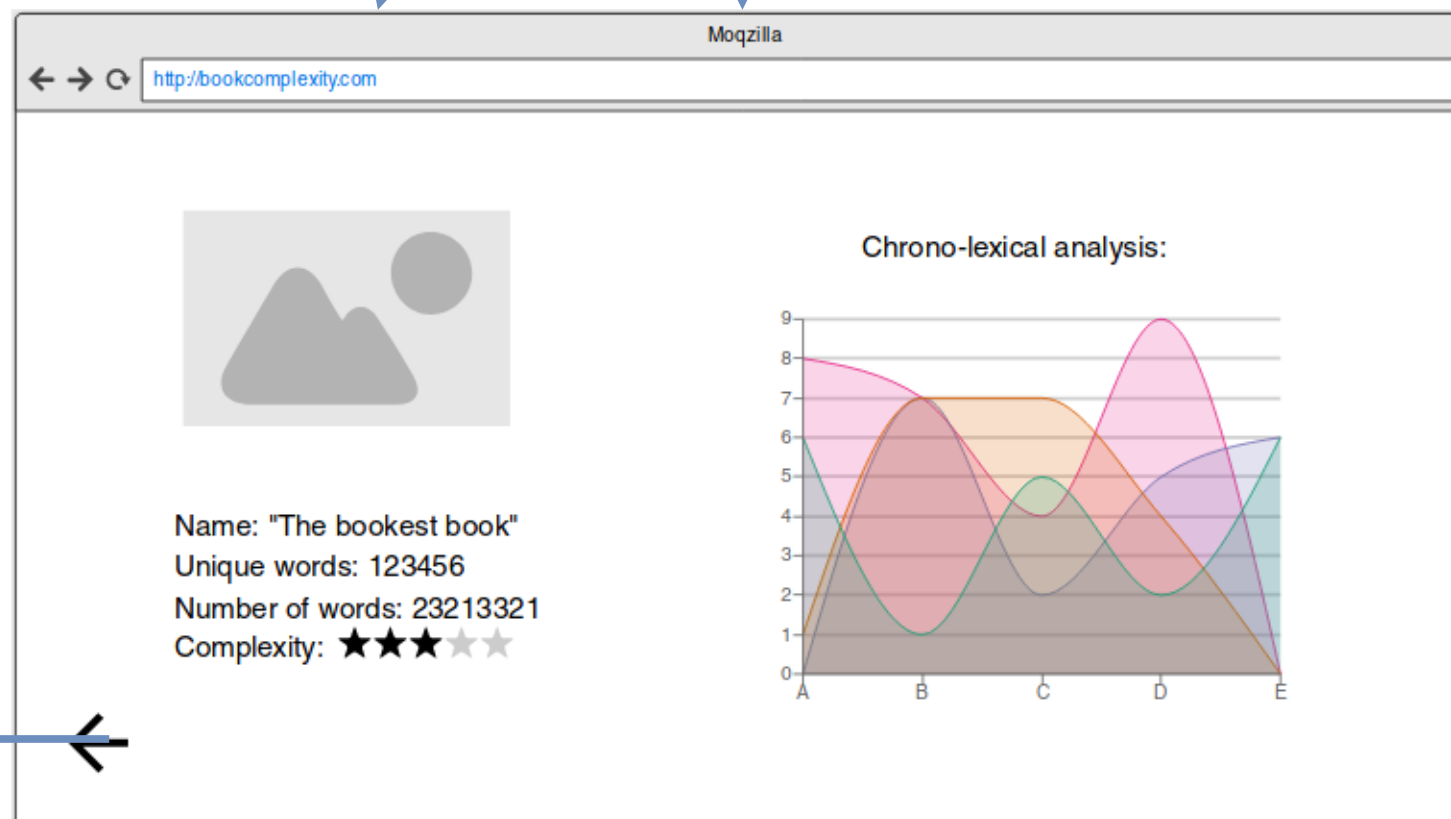 Moqzilla
http://bookcomplexity.com
Chrono-lexical analysis:
9
8
7
6
5
4
3
2
1
0
A B C D E
Name: "The bookest book"
Unique words: 123456
Number of words: 23213321
Complexity: